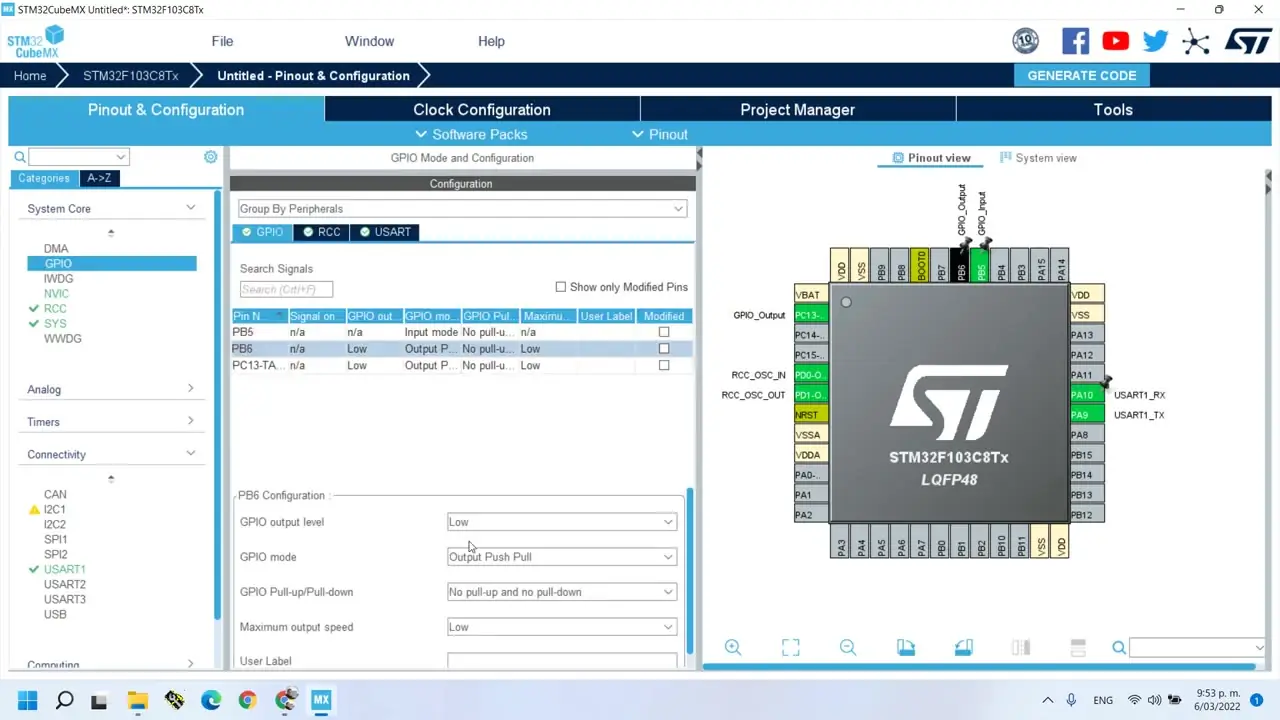 STM32CubeMX Untitled*: STM32F103C8Tx
STM32
CubeMX
File Window Help
10
Home STM32F103C8Tx Untitled - Pinout & Configuration GENERATE CODE
Pinout & Configuration Clock Configuration Project Manager Tools
Software Packs Pinout
Categories A->Z
System Core
DMA
GPIO
IWDG
NVIC
RCC
SYS
WWDG
Analog
Timers
Connectivity
CAN
I2C1
I2C2
SPI1
SPI2
USART1
USART2
USART3
USB
Computing
GPIO Mode and Configuration
Configuration
Group By Peripherals
GPIO RCC USART
Search Signals
Search (Crtl+F) Show only Modified Pins
Pin N... Signal on... GPIO out... GPIO mo... GPIO Pul... Maximu... User Label Modified
PB5 n/a n/a Input mode No pull-u... n/a
PB6 n/a Low Output P... No pull-u... Low
PC13-TA... n/a Low Output P... No pull-u... Low
PB6 Configuration :
GPIO output level Low
GPIO mode Output Push Pull
GPIO Pull-up/Pull-down No pull-up and no pull-down
Maximum output speed Low
User Label
Pinout view System view
GPIO_Output GPIO_Input
VDD VSS PB9 PB8 BOOT0 PB7 PB6 PB5 PB4 PB3 PA15 PA14
VBAT VDD
GPIO_Output PC13-.. VSS
PC14-.. PA13
PC15-.. PA12
RCC_OSC_IN PD0-O.. PA11
RCC_OSC_OUT PD1-O.. PA10 USART1_RX
NRST PA9 USART1_TX
VSSA PA8
VDDA PB15
PA0-.. PB14
PA1 PB13
PA2 PB12
STM32F103C8Tx
LQFP48
PA3 PA4 PA5 PA6 PA7 PB0 PB1 PB2 PB10 PB11 VSS VDD
MX
ENG
9:53 p. m.
6/03/2022
1